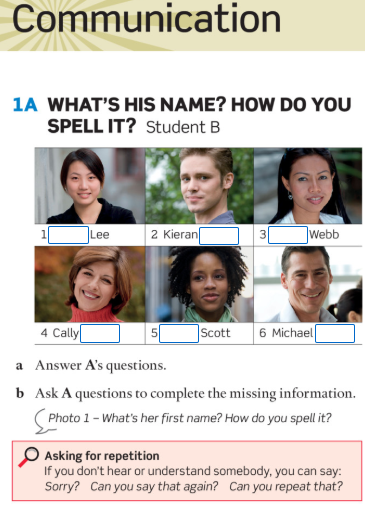 Communication
1A WHAT'S HIS NAME? HOW DO YOU
SPELL IT? Student B
1 Lee
2 Kieran
3 Webb
4 Cally
5 Scott
6 Michael
a Answer A's questions.
b Ask A questions to complete the missing information.
Photo 1 – What's her first name? How do you spell it?
Asking for repetition
If you don't hear or understand somebody, you can say:
Sorry? Can you say that again? Can you repeat that?